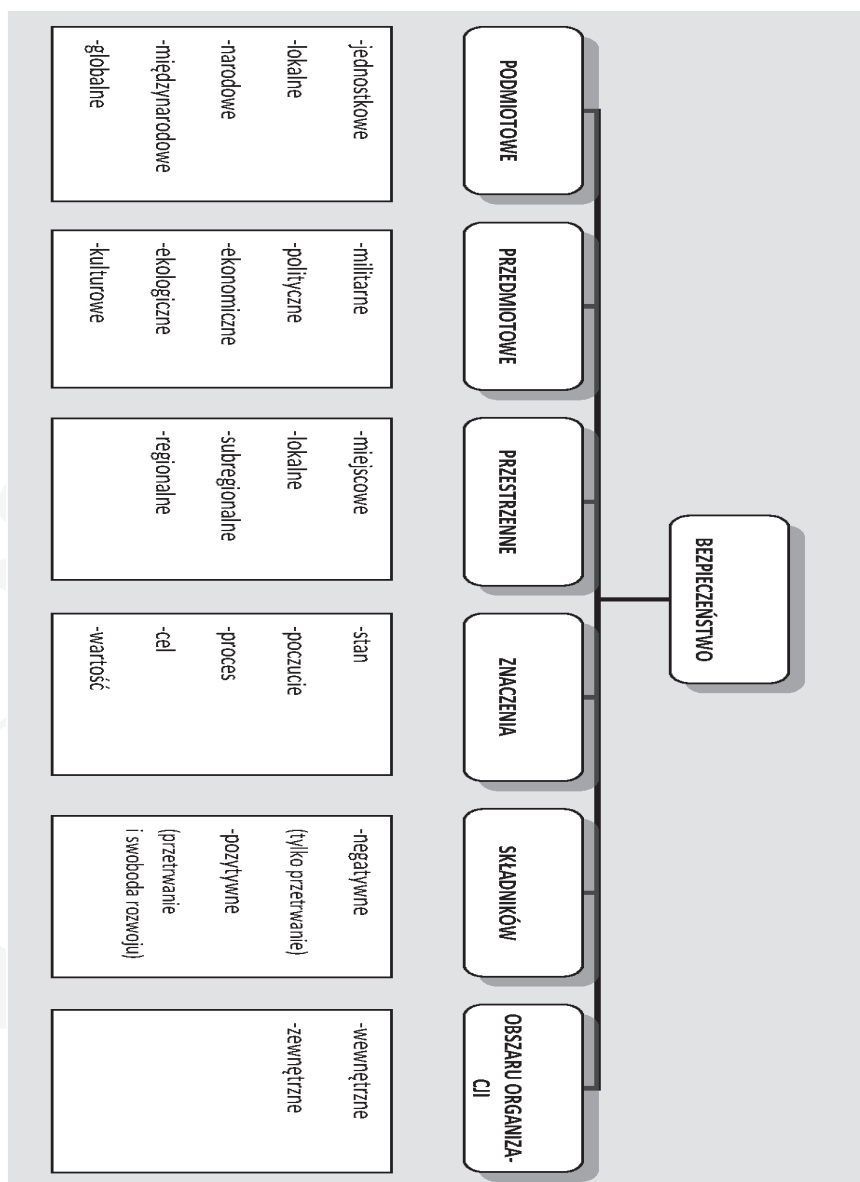 BEZPIECZEŃSTWO
PODMIOTOWE
-jednostkowe
-lokalne
-narodowe
-międzynarodowe
-globalne
PRZEDMIOTOWE
-militarne
-polityczne
-ekonomiczne
-ekologiczne
-kulturowe
PRZESTRZENNE
-miejscowe
-lokalne
-subregionalne
-regionalne
ZNACZENIA
-stan
-poczucie
-proces
-cel
-wartość
SKŁADNIKÓW
-negatywne
(tylko przetrwanie)
-pozytywne
(przetrwanie
i swoboda rozwoju)
OBSZARU ORGANIZA-
CJI
-wewnętrzne
-zewnętrzne